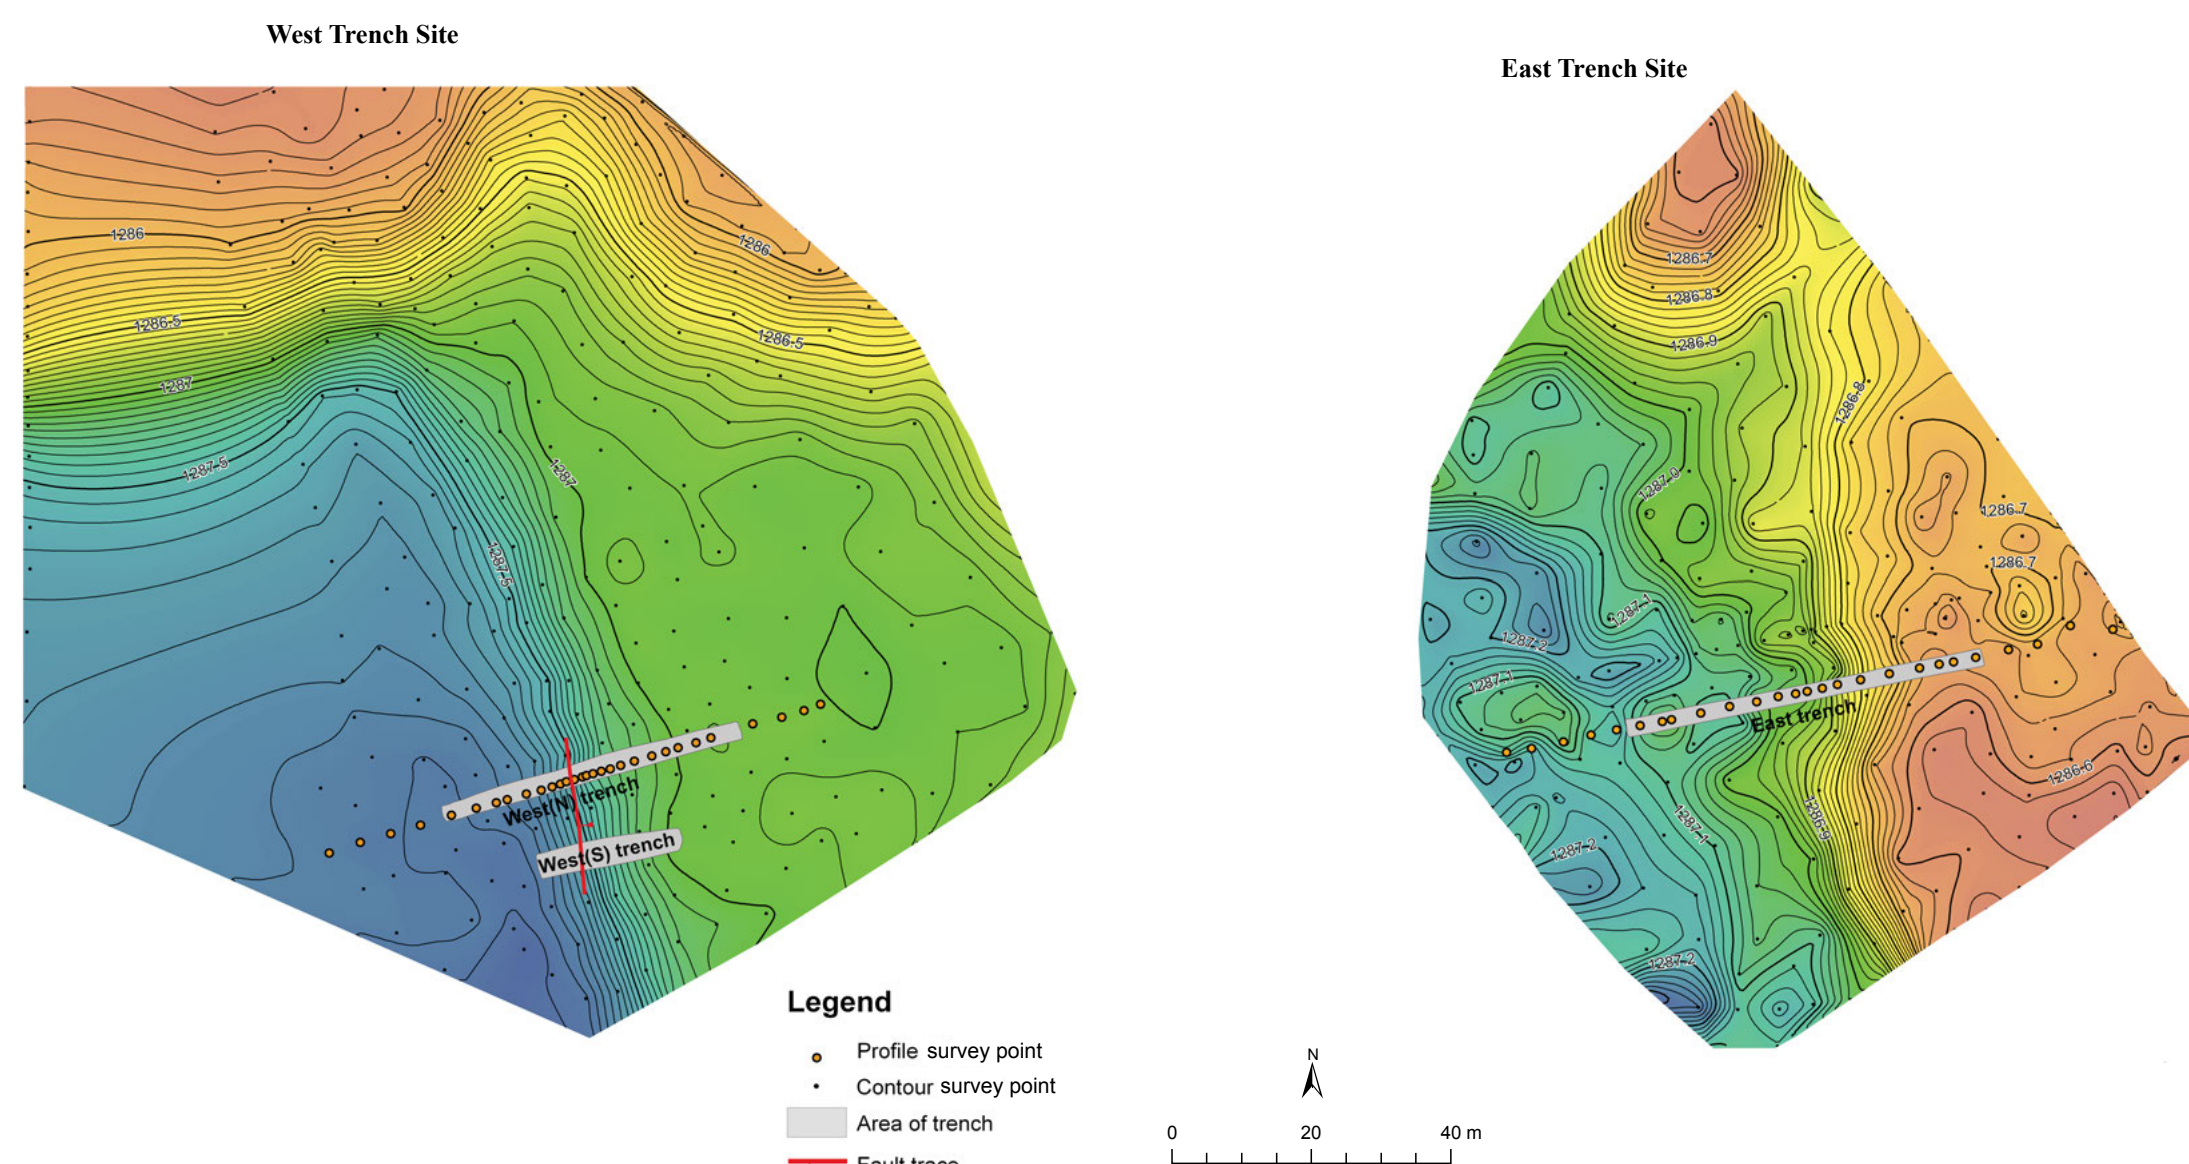 West Trench Site
East Trench Site
1286
1286
1286.5
1286.5
1287
1287.5
1287
1287.5
West(N) trench
West(S) trench
1286.7
1286.8
1286.9
1286.8
1287.0
1286.7
1286.7
1287.1
1287.2
1287.1
East trench
1286.6
1287.1
1286.9
1287.2
1287.2
Legend
Profile survey point
Contour survey point
Area of trench
Fault trace
N
0 20 40 m